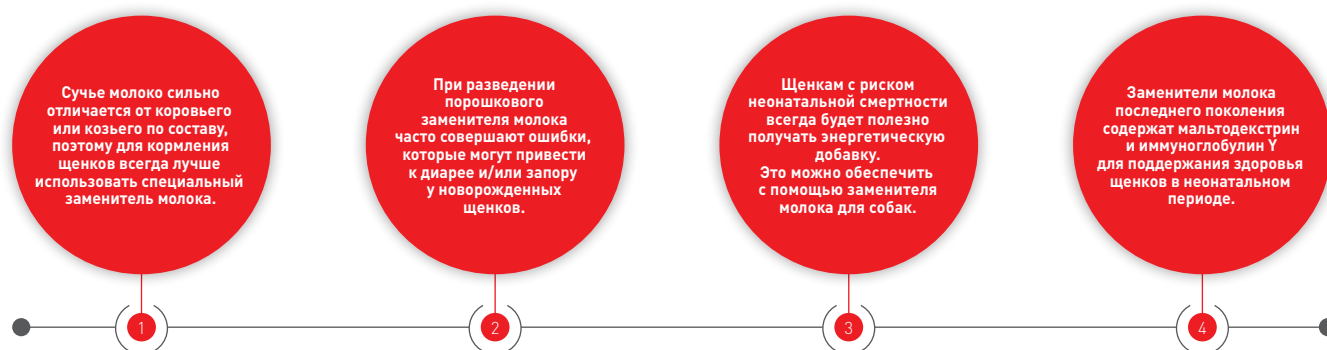 Сучье молоко сильно
отличается от коровьего
или козьего по составу,
поэтому для кормления
щенков всегда лучше
использовать специальный
заменитель молока.
1
При разведении
порошкового
заменителя молока
часто совершают ошибки,
которые могут привести
к диарее и/или запору
у новорожденных
щенков.
2
Щенкам с риском
неонатальной смертности
всегда будет полезно
получать энергетическую
добавку.
Это можно обеспечить
с помощью заменителя
молока для собак.
3
Заменители молока
последнего поколения
содержат мальтодекстрин
и иммуноглобулин Y
для поддержания здоровья
щенков в неонатальном
периоде.
4